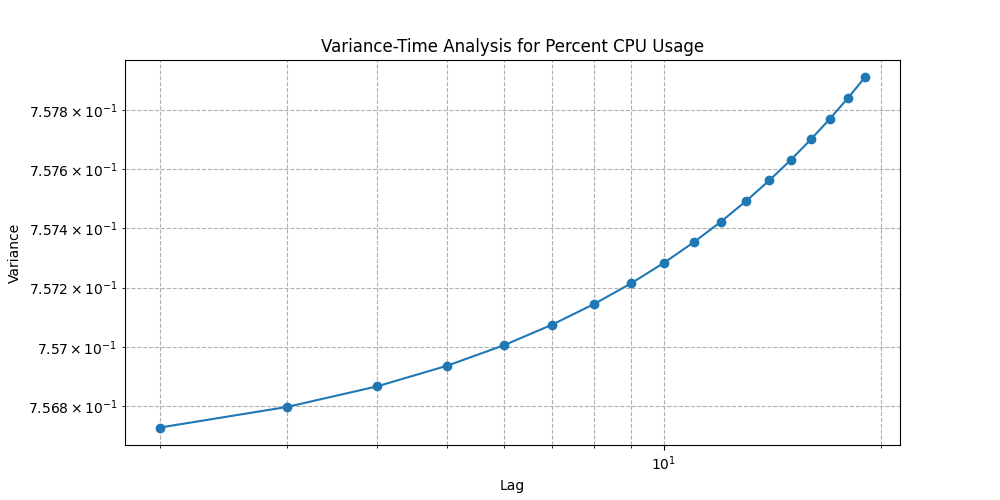 Variance-Time Analysis for Percent CPU Usage
7.578 × 10⁻¹
7.576 × 10⁻¹
7.574 × 10⁻¹
7.572 × 10⁻¹
7.57 × 10⁻¹
7.568 × 10⁻¹
Variance
10¹
Lag